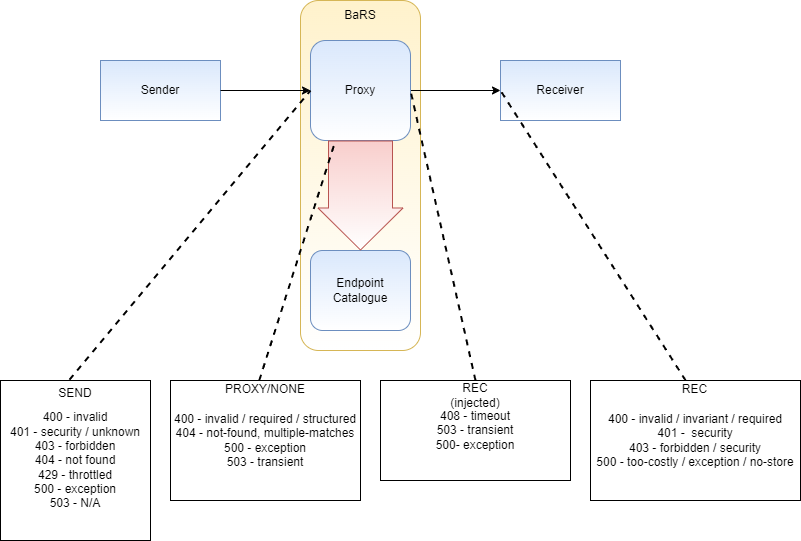 BaRS
Sender
Proxy
Receiver
Endpoint
Catalogue
SEND
400 - invalid
401 - security / unknown
403 - forbidden
404 - not found
429 - throttled
500 - exception
503 - N/A
PROXY/NONE
400 - invalid / required / structured
404 - not-found, multiple-matches
500 - exception
503 - transient
REC
(injected)
408 - timeout
503 - transient
500- exception
REC
400 - invalid / invariant / required
401 -  security
403 - forbidden / security
500 - too-costly / exception / no-store